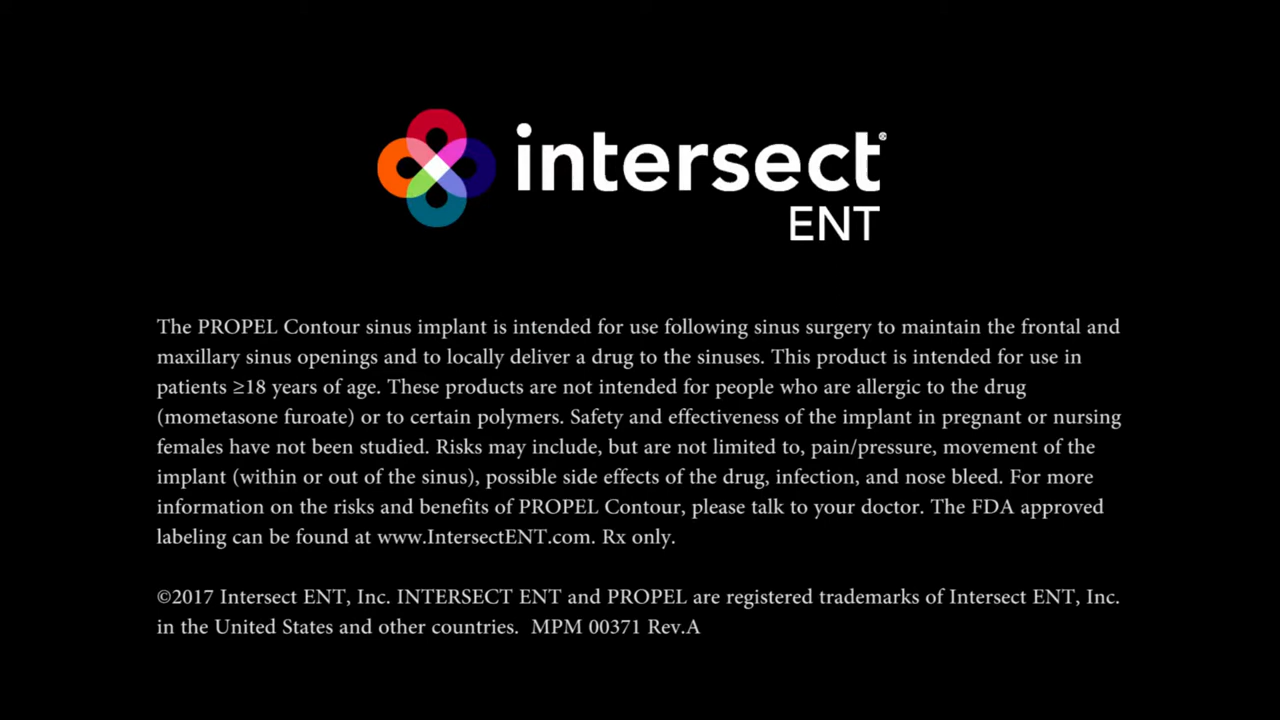 intersect®
ENT
The PROPEL Contour sinus implant is intended for use following sinus surgery to maintain the frontal and
maxillary sinus openings and to locally deliver a drug to the sinuses. This product is intended for use in
patients ≥18 years of age. These products are not intended for people who are allergic to the drug
(mometasone furoate) or to certain polymers. Safety and effectiveness of the implant in pregnant or nursing
females have not been studied. Risks may include, but are not limited to, pain/pressure, movement of the
implant (within or out of the sinus), possible side effects of the drug, infection, and nose bleed. For more
information on the risks and benefits of PROPEL Contour, please talk to your doctor. The FDA approved
labeling can be found at www.IntersectENT.com. Rx only.
©2017 Intersect ENT, Inc. INTERSECT ENT and PROPEL are registered trademarks of Intersect ENT, Inc.
in the United States and other countries.  MPM 00371 Rev.A